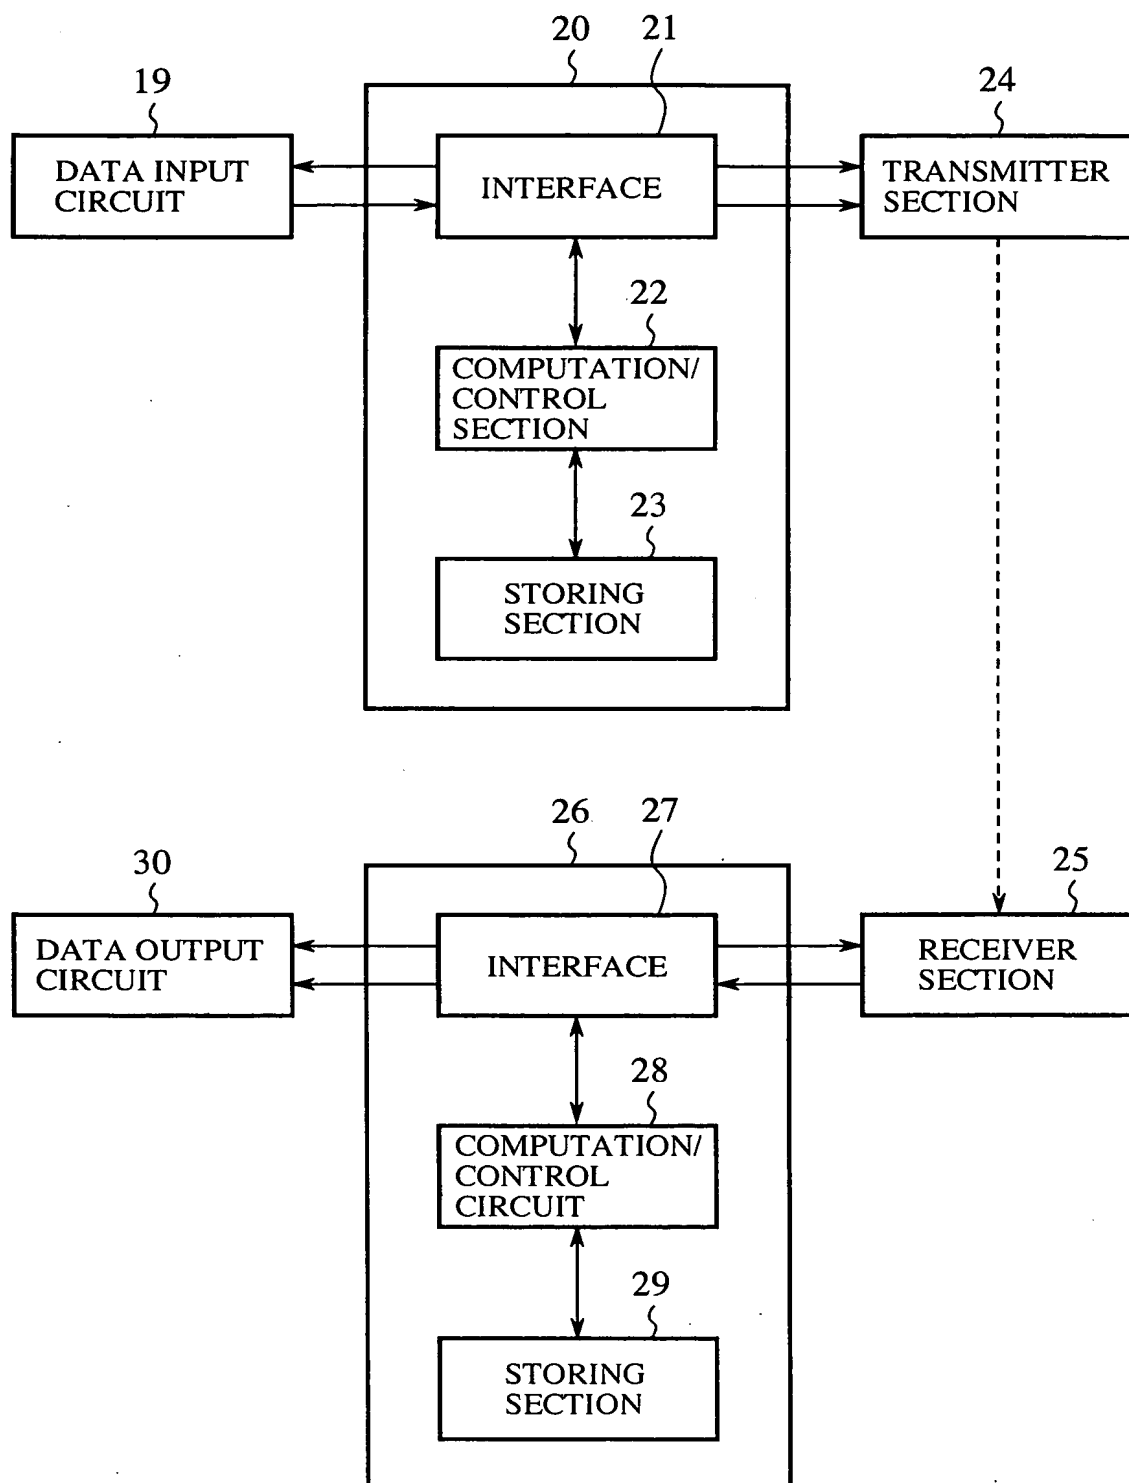 20
21
19
24
DATA INPUT
CIRCUIT
INTERFACE
TRANSMITTER
SECTION
22
COMPUTATION/
CONTROL
SECTION
23
STORING
SECTION
26
27
30
25
DATA OUTPUT
CIRCUIT
INTERFACE
RECEIVER
SECTION
28
COMPUTATION/
CONTROL
CIRCUIT
29
STORING
SECTION